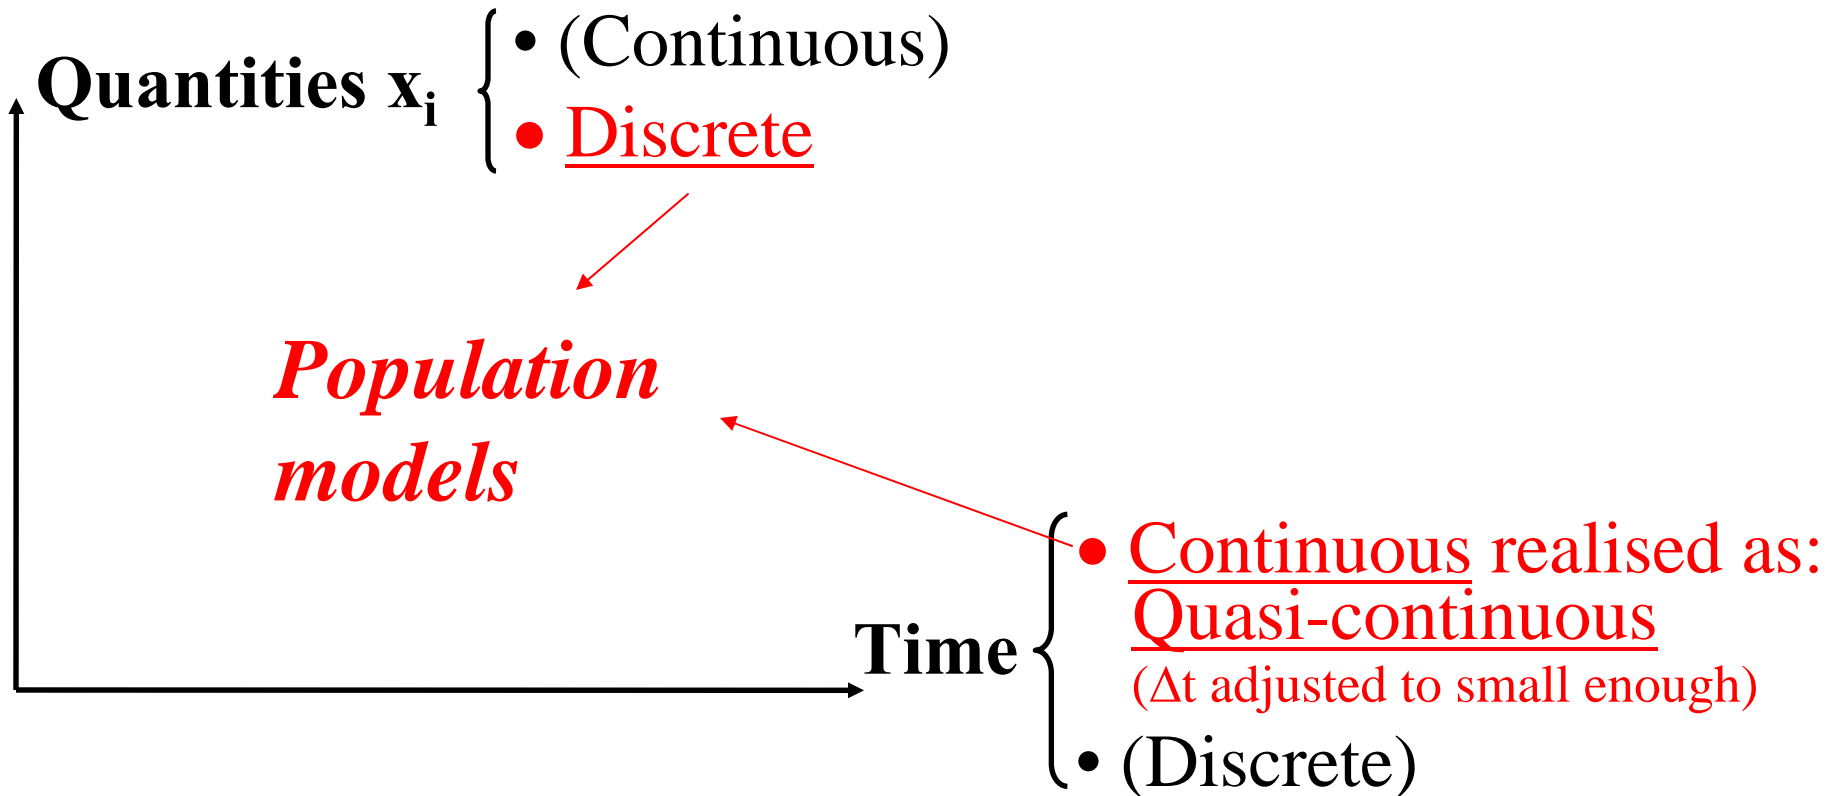 Quantities xᵢ
• (Continuous)
• Discrete
Population
models
Time
• Continuous realised as:
Quasi-continuous
(Δt adjusted to small enough)
• (Discrete)